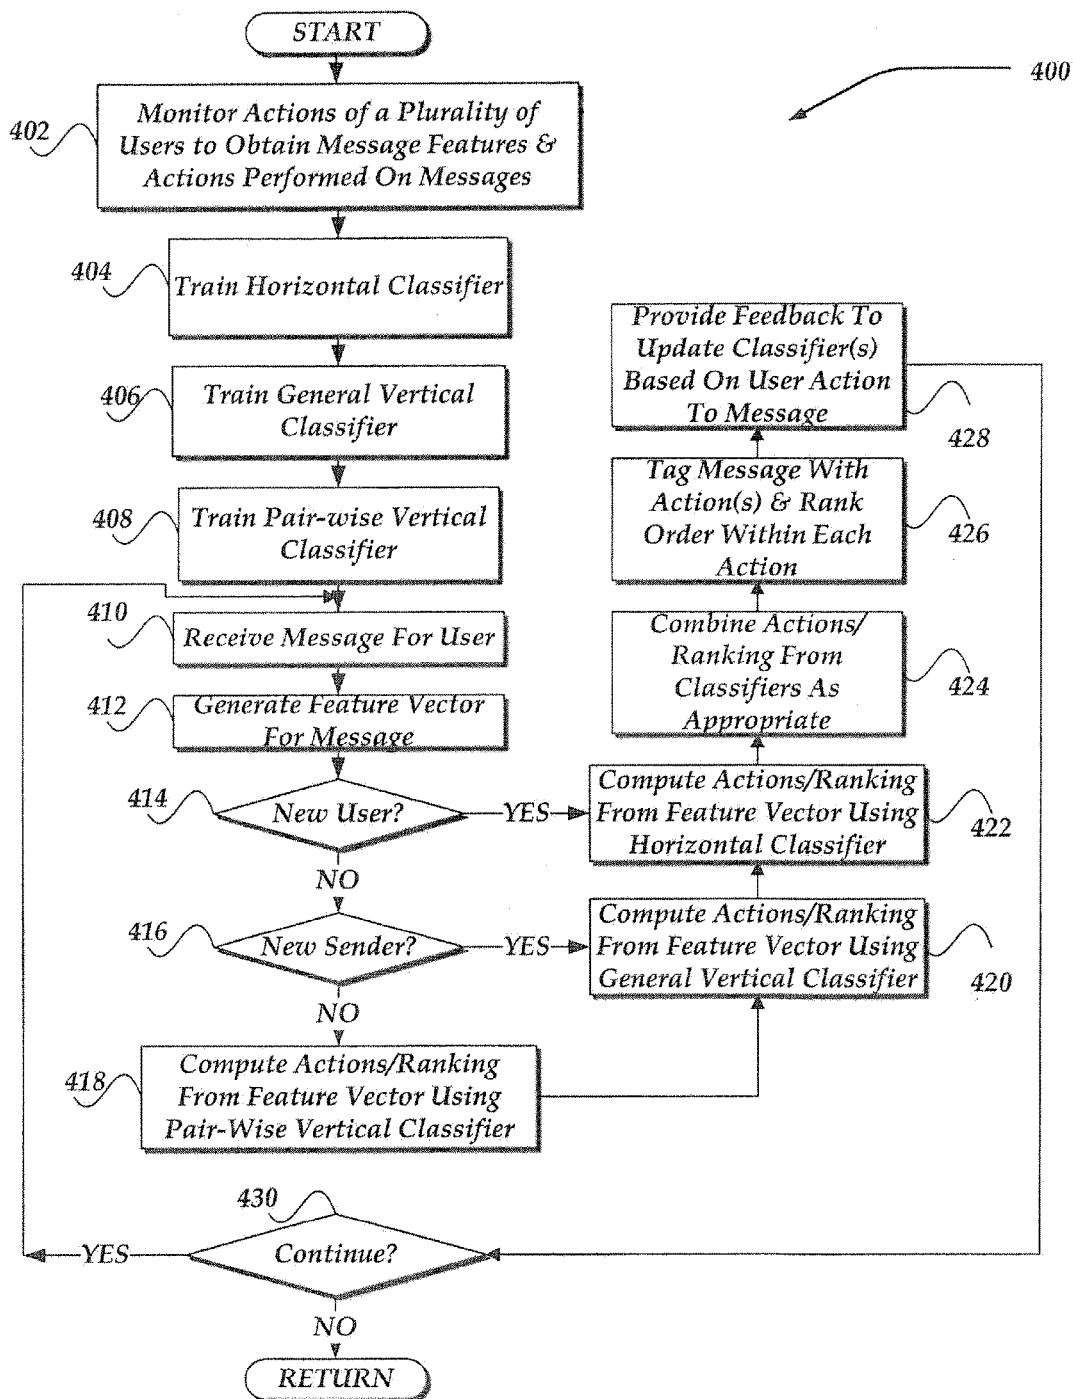 START
400
402
Monitor Actions of a Plurality of
Users to Obtain Message Features &
Actions Performed On Messages
404
Train Horizontal Classifier
406
Train General Vertical
Classifier
408
Train Pair-wise Vertical
Classifier
410
Receive Message For User
412
Generate Feature Vector
For Message
414
New User?
YES
NO
416
New Sender?
YES
NO
418
Compute Actions/Ranking
From Feature Vector Using
Pair-Wise Vertical Classifier
Compute Actions/Ranking
From Feature Vector Using
General Vertical Classifier
420
Compute Actions/Ranking
From Feature Vector Using
Horizontal Classifier
422
Combine Actions/
Ranking From
Classifiers As
Appropriate
424
Tag Message With
Action(s) & Rank
Order Within Each
Action
426
Provide Feedback To
Update Classifier(s)
Based On User Action
To Message
428
430
Continue?
YES
NO
RETURN